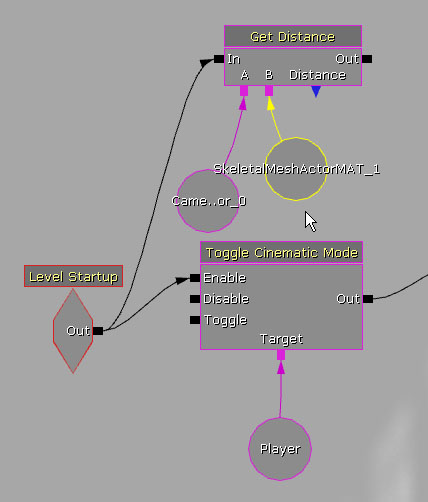 Get Distance
In Out
A B Distance
SkeletalMeshActorMAT_1
Came..or_0
Toggle Cinematic Mode
Level Startup
Enable
Disable Out
Out
Toggle
Target
Player